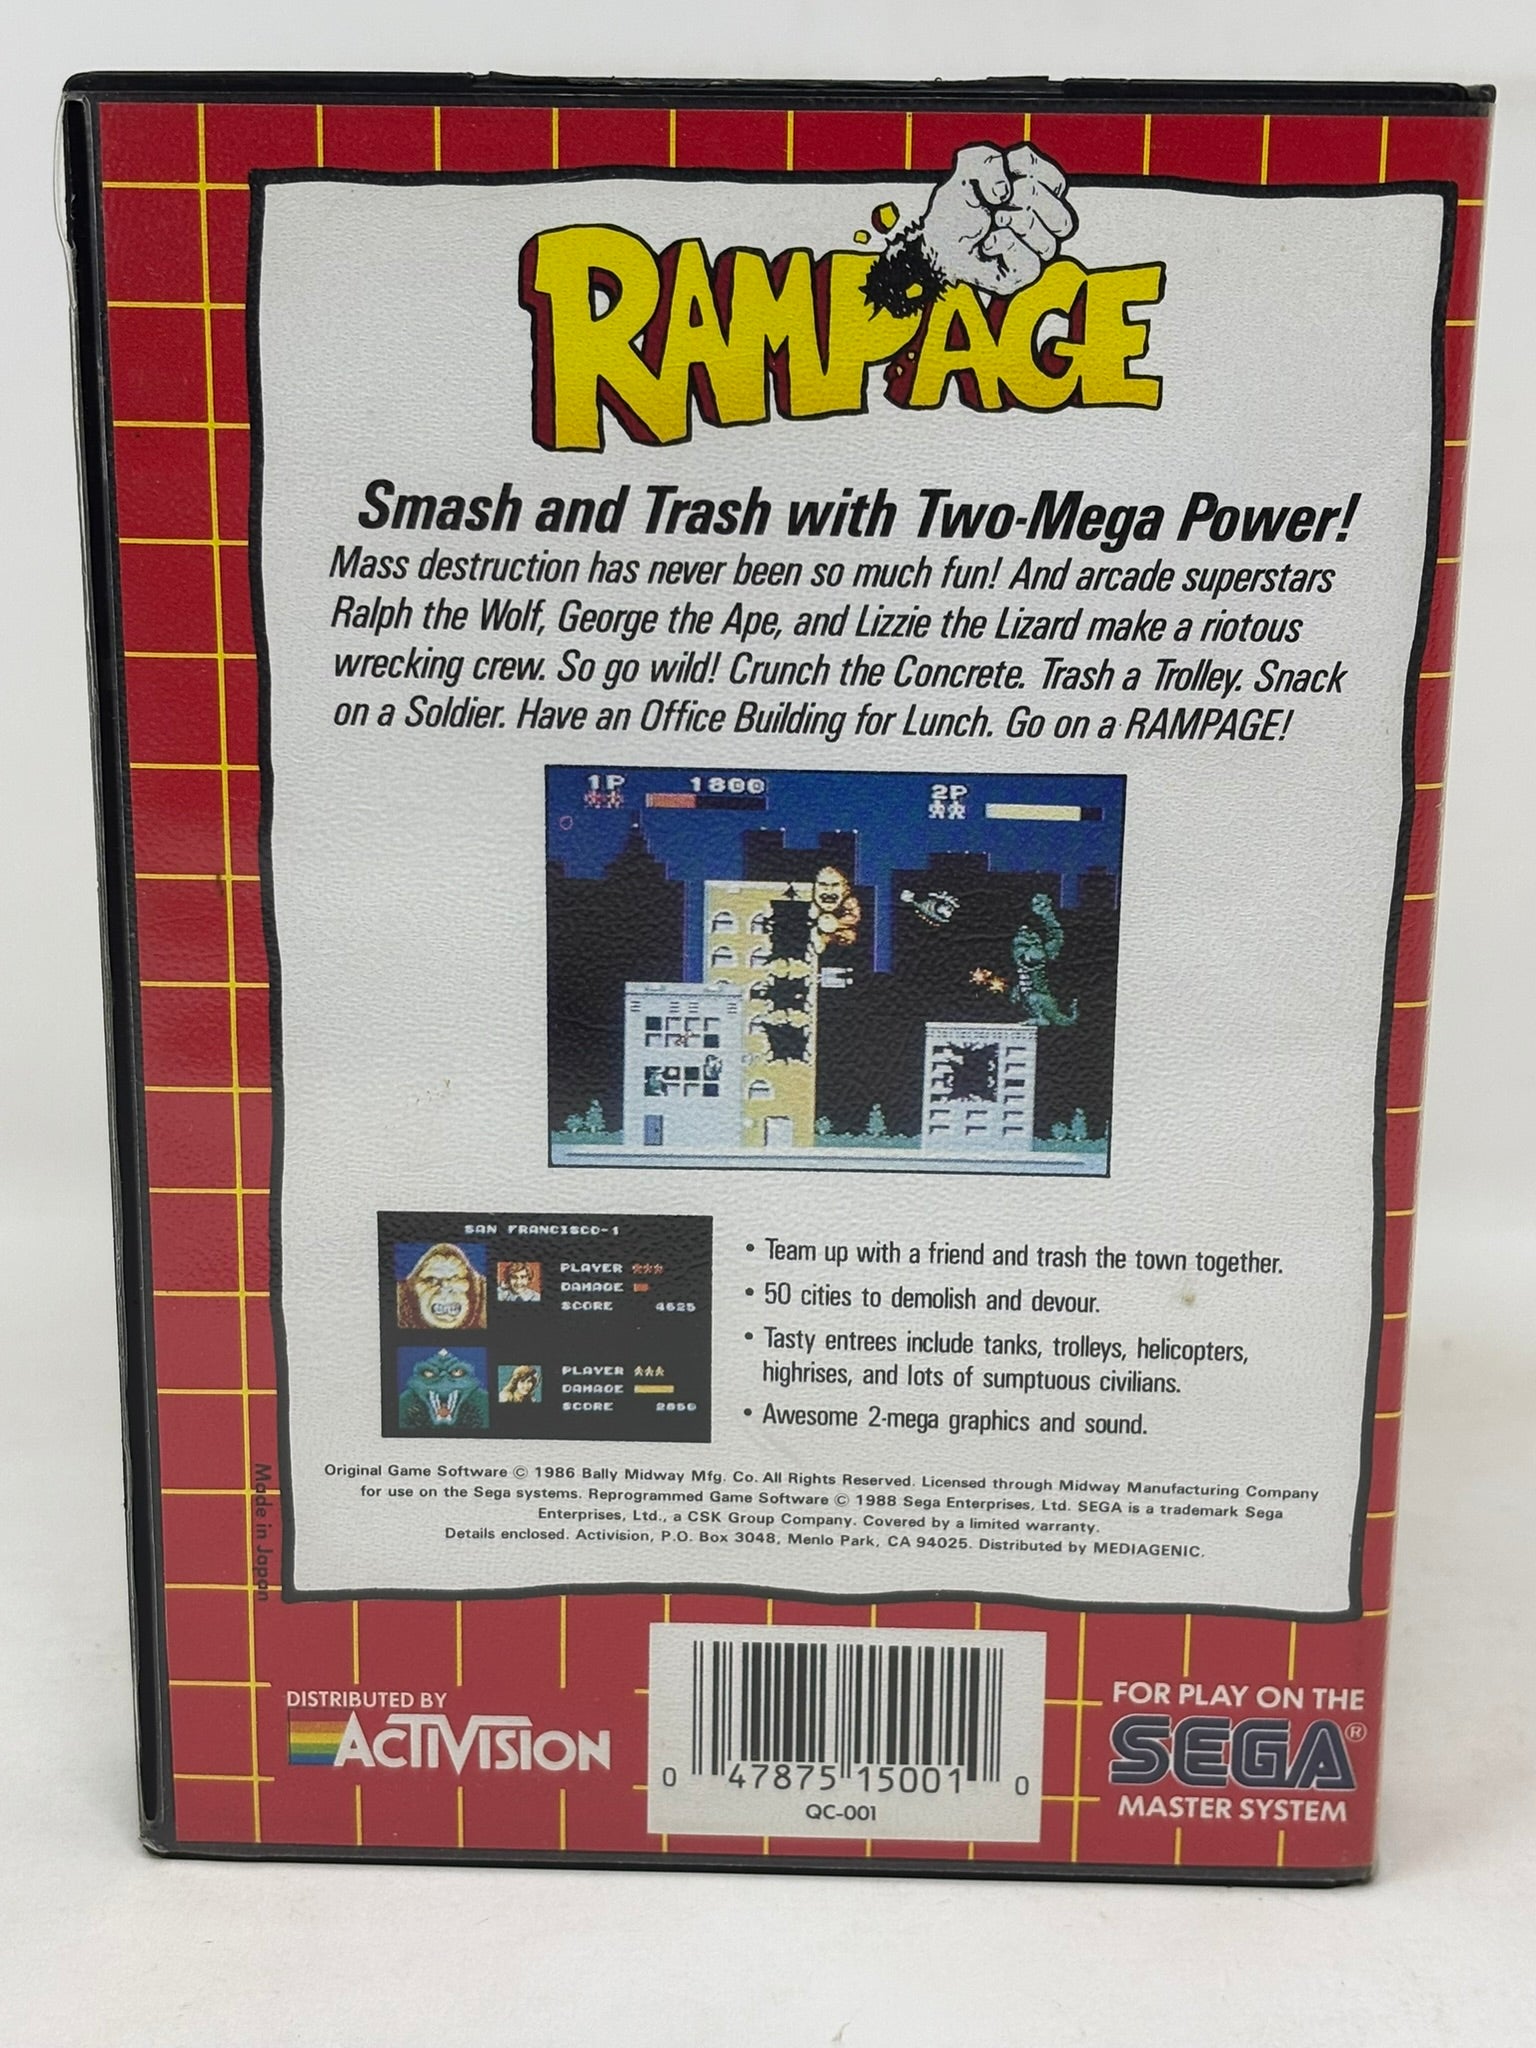 RAMPAGE
Smash and Trash with Two-Mega Power!
Mass destruction has never been so much fun! And arcade superstars
Ralph the Wolf, George the Ape, and Lizzie the Lizard make a riotous
wrecking crew. So go wild! Crunch the Concrete. Trash a Trolley. Snack
on a Soldier. Have an Office Building for Lunch. Go on a RAMPAGE!
1P 1800 2P
SAN FRANCISCO-1
PLAYER
DAMAGE
SCORE 4625
PLAYER
DAMAGE
SCORE
• Team up with a friend and trash the town together.
• 50 cities to demolish and devour.
• Tasty entrees include tanks, trolleys, helicopters,
highrises, and lots of sumptuous civilians.
• Awesome 2-mega graphics and sound.
Original Game Software © 1986 Bally Midway Mfg. Co. All Rights Reserved. Licensed through Midway Manufacturing Company
for use on the Sega systems. Reprogrammed Game Software © 1988 Sega Enterprises, Ltd. SEGA is a trademark Sega
Enterprises, Ltd., a CSK Group Company. Covered by a limited warranty.
Details enclosed. Activision, P.O. Box 3048, Menlo Park, CA 94025. Distributed by MEDIAGENIC.
Made in Japan
DISTRIBUTED BY
ACTIVISION
0 47875 15001 0
QC-001
FOR PLAY ON THE
SEGA®
MASTER SYSTEM